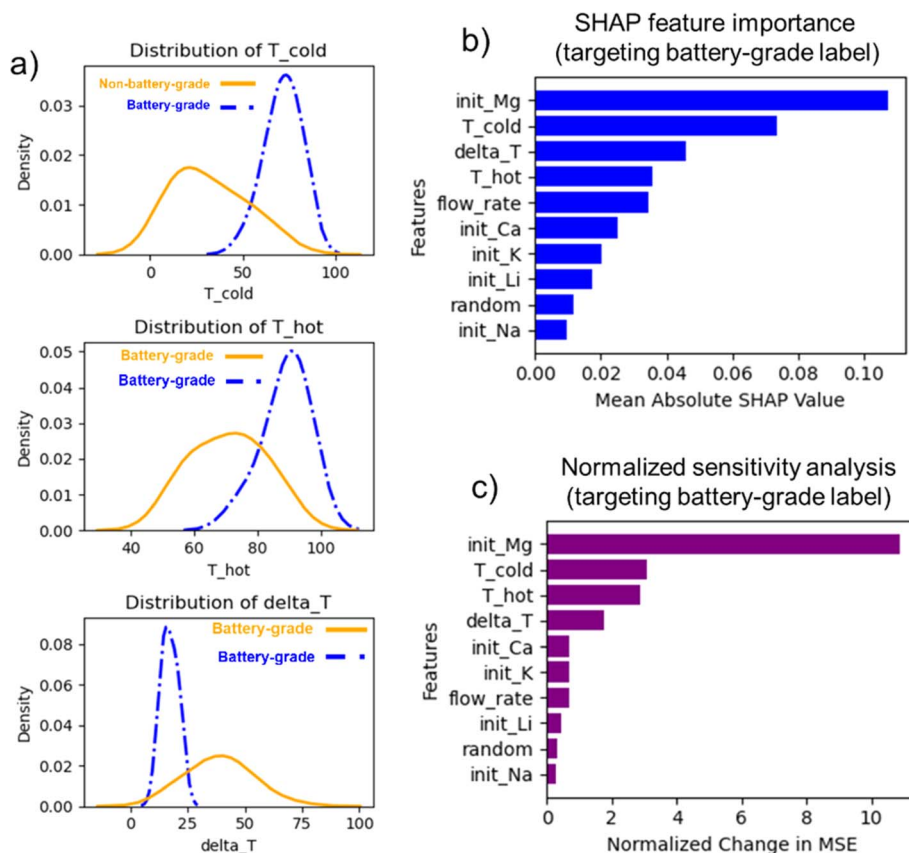 a)
Distribution of T_cold
Non-battery-grade
Battery-grade
Density
0.03
0.02
0.01
0.00
0
50
100
T_cold
Distribution of T_hot
Battery-grade
Battery-grade
Density
0.05
0.04
0.03
0.02
0.01
0.00
40
60
80
100
T_hot
Distribution of delta_T
Battery-grade
Battery-grade
Density
0.08
0.06
0.04
0.02
0.00
0
25
50
75
100
delta_T
b)
SHAP feature importance
(targeting battery-grade label)
Features
init_Mg
T_cold
delta_T
T_hot
flow_rate
init_Ca
init_K
init_Li
random
init_Na
0.00
0.02
0.04
0.06
0.08
0.10
Mean Absolute SHAP Value
c)
Normalized sensitivity analysis
(targeting battery-grade label)
Features
init_Mg
T_cold
T_hot
delta_T
init_Ca
init_K
flow_rate
init_Li
random
init_Na
0
2
4
6
8
10
Normalized Change in MSE